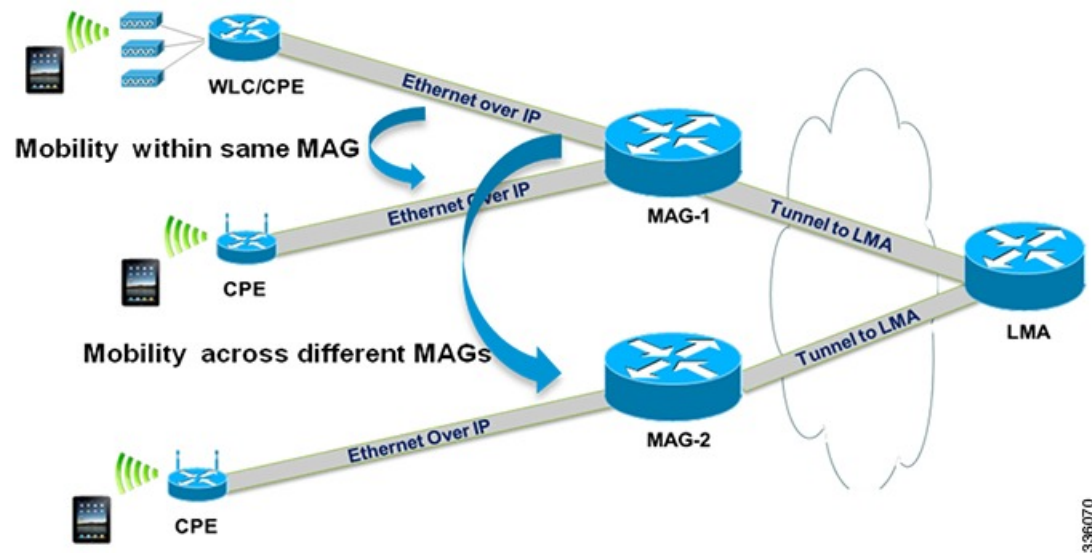 WLC/CPE
Ethernet over IP
Mobility within same MAG
Ethernet Over IP
MAG-1
Tunnel to LMA
CPE
LMA
Mobility across different MAGs
Tunnel to LMA
Ethernet Over IP
MAG-2
CPE
336070